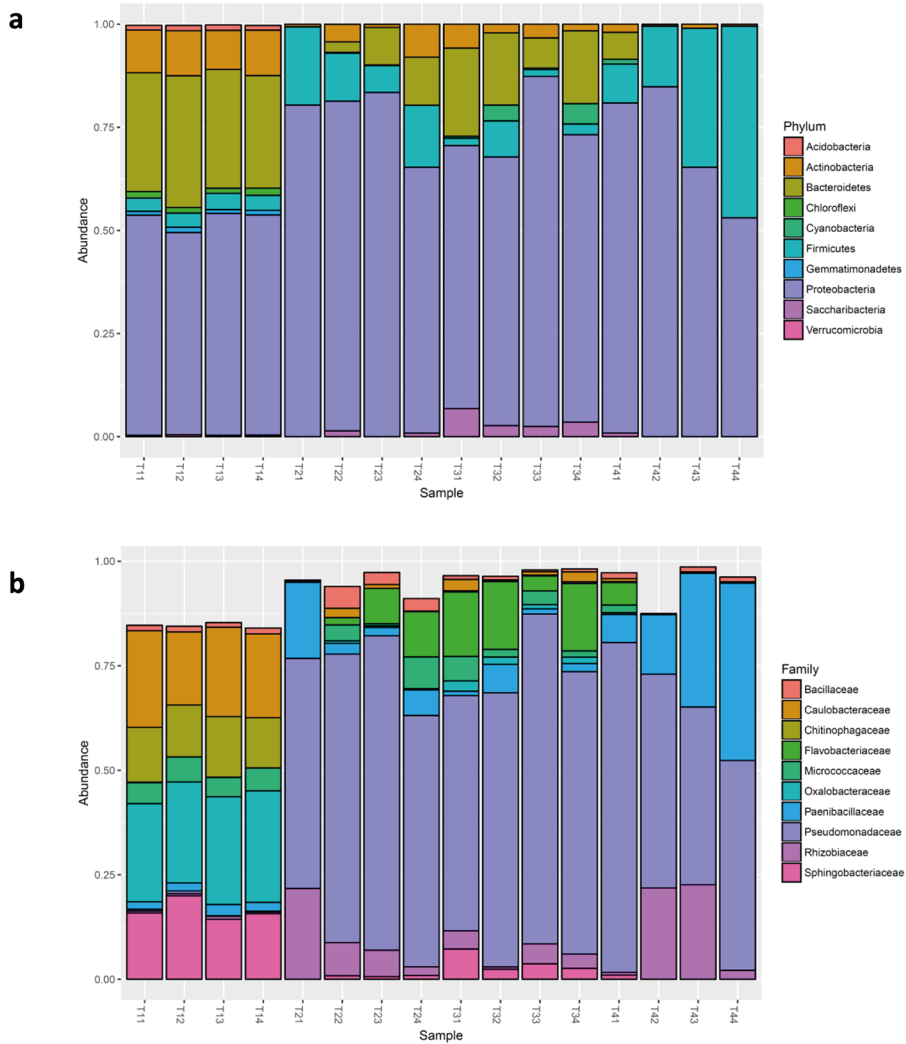 a
1.00
0.75
0.50
0.25
0.00
Abundance
T11 T12 T13 T14 T21 T22 T23 T24 T31 T32 T33 T34 T41 T42 T43 T44
Sample
Phylum
Acidobacteria
Actinobacteria
Bacteroidetes
Chloroflexi
Cyanobacteria
Firmicutes
Gemmatimonadetes
Proteobacteria
Saccharibacteria
Verrucomicrobia
b
1.00
0.75
0.50
0.25
0.00
Abundance
T11 T12 T13 T14 T21 T22 T23 T24 T31 T32 T33 T34 T41 T42 T43 T44
Sample
Family
Bacillaceae
Caulobacteraceae
Chitinophagaceae
Flavobacteriaceae
Micrococcaceae
Oxalobacteraceae
Paenibacillaceae
Pseudomonadaceae
Rhizobiaceae
Sphingobacteriaceae